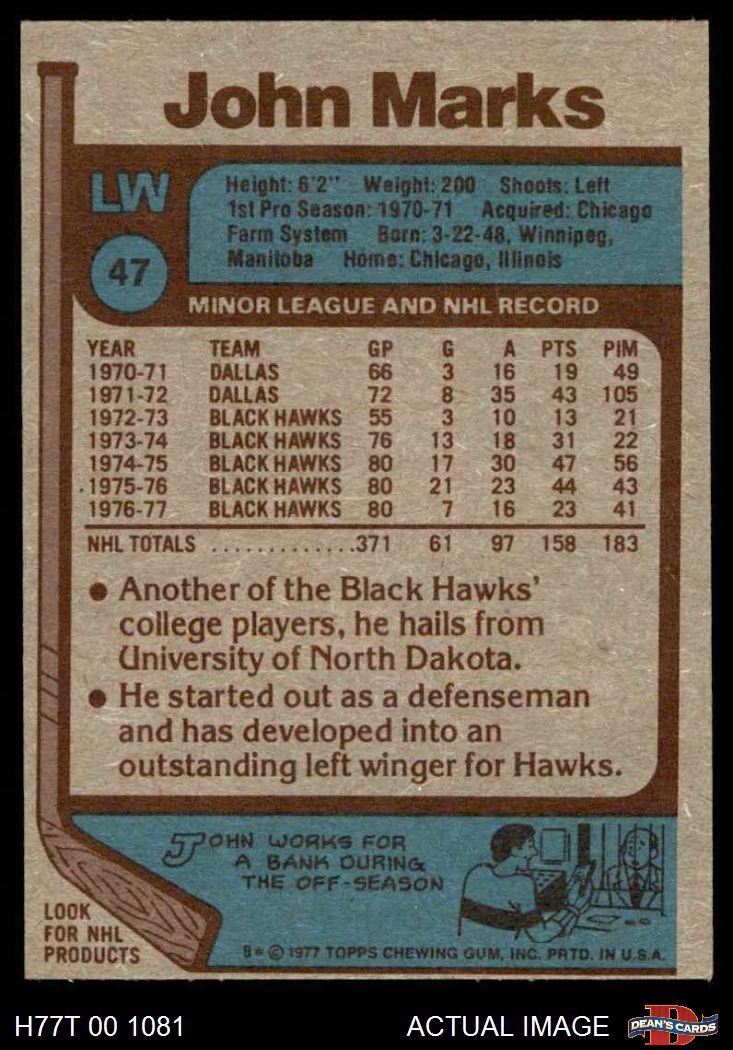 John Marks
LW
47
Height: 6'2" Weight: 200 Shoots: Left
1st Pro Season: 1970-71 Acquired: Chicago
Farm System Born: 3-22-48, Winnipeg,
Manitoba Home: Chicago, Illinois
MINOR LEAGUE AND NHL RECORD
YEAR TEAM GP G A PTS PIM
1970-71 DALLAS 66 3 16 19 49
1971-72 DALLAS 72 8 35 43 105
1972-73 BLACK HAWKS 55 3 10 13 21
1973-74 BLACK HAWKS 76 13 18 31 22
1974-75 BLACK HAWKS 80 17 30 47 56
1975-76 BLACK HAWKS 80 21 23 44 43
1976-77 BLACK HAWKS 80 7 16 23 41
NHL TOTALS .............371 61 97 158 183
● Another of the Black Hawks'
college players, he hails from
University of North Dakota.
● He started out as a defenseman
and has developed into an
outstanding left winger for Hawks.
JOHN WORKS FOR
A BANK DURING
THE OFF-SEASON
LOOK
FOR NHL
PRODUCTS
B* © 1977 TOPPS CHEWING GUM, INC. PRTD. IN U.S.A.
H77T 00 1081 ACTUAL IMAGE DEAN'S CARDS